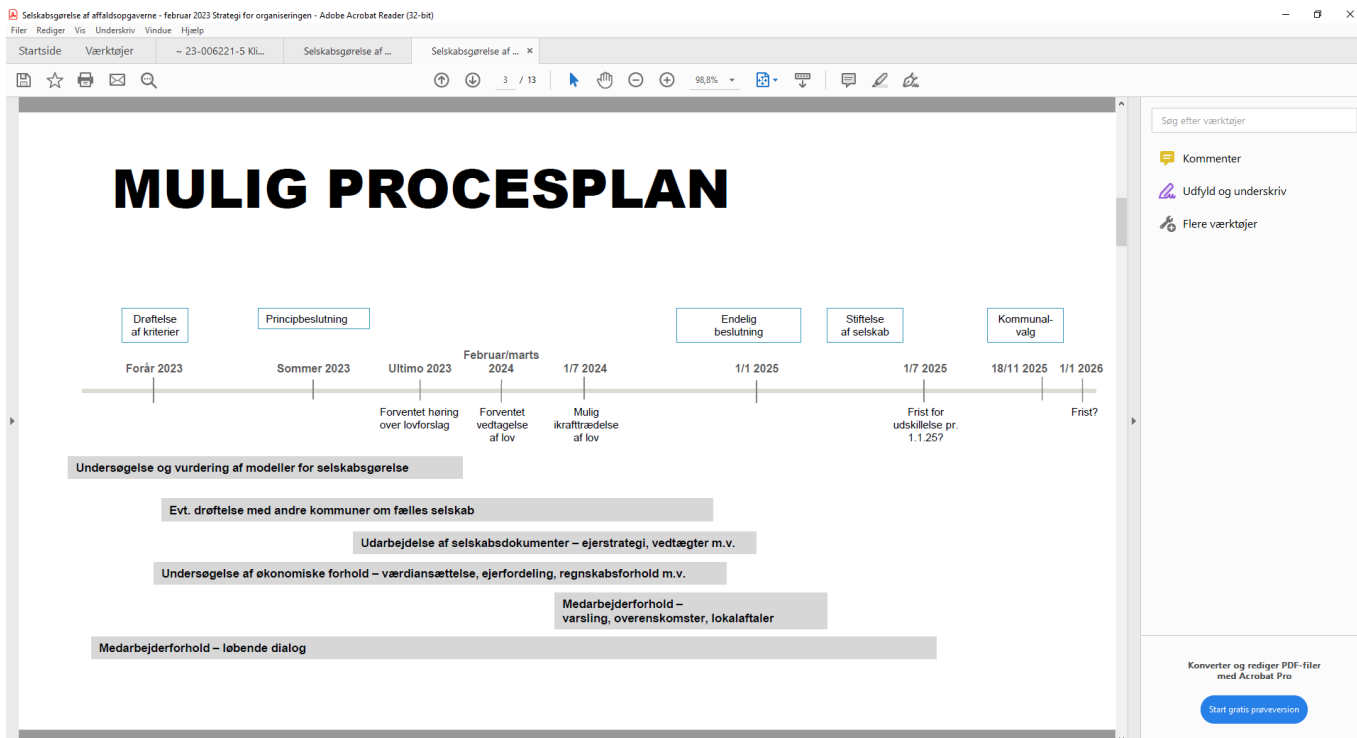 Selskabsgørelse af affaldsopgaverne - februar 2023 Strategi for organiseringen - Adobe Acrobat Reader (32-bit)
Filer Rediger Vis Underskriv Vindue Hjælp
Startside Værktøjer ~ 23-006221-5 Kli... Selskabsgørelse af ... Selskabsgørelse af ... ×
3 / 13 98,8%
Søg efter værktøjer
Kommenter
Udfyld og underskriv
Flere værktøjer
MULIG PROCESPLAN
Drøftelse
af kriterier
Principbeslutning
Endelig
beslutning
Stiftelse
af selskab
Kommunal-
valg
Forår 2023
Sommer 2023
Ultimo 2023
Februar/marts
2024
1/7 2024
1/1 2025
1/7 2025
18/11 2025
1/1 2026
Forventet høring
over lovforslag
Forventet
vedtagelse
af lov
Mulig
ikrafttrædelse
af lov
Frist for
udskillelse pr.
1.1.25?
Frist?
Undersøgelse og vurdering af modeller for selskabsgørelse
Evt. drøftelse med andre kommuner om fælles selskab
Udarbejdelse af selskabsdokumenter – ejerstrategi, vedtægter m.v.
Undersøgelse af økonomiske forhold – værdiansættelse, ejerfordeling, regnskabsforhold m.v.
Medarbejderforhold –
varsling, overenskomster, lokalaftaler
Medarbejderforhold – løbende dialog
Konverter og rediger PDF-filer
med Acrobat Pro
Start gratis prøveversion